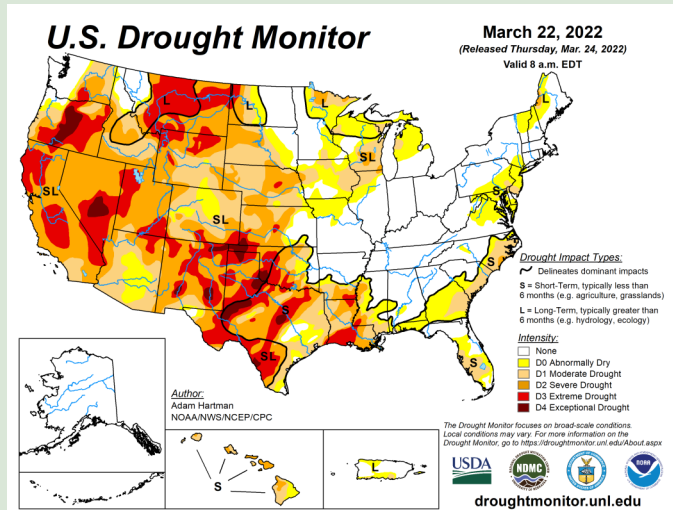 U.S. Drought Monitor
March 22, 2022
(Released Thursday, Mar. 24, 2022)
Valid 8 a.m. EDT
L
L
L
L
SL
SL
SL
S
S
S
SL
S
Drought Impact Types:
Delineates dominant impacts
S = Short-Term, typically less than
6 months (e.g. agriculture, grasslands)
L = Long-Term, typically greater than
6 months (e.g. hydrology, ecology)
Intensity:
None
D0 Abnormally Dry
D1 Moderate Drought
D2 Severe Drought
D3 Extreme Drought
D4 Exceptional Drought
Author:
Adam Hartman
NOAA/NWS/NCEP/CPC
S
L
The Drought Monitor focuses on broad-scale conditions.
Local conditions may vary. For more information on the
Drought Monitor, go to https://droughtmonitor.unl.edu/About.aspx
USDA
NDMC
NOAA
droughtmonitor.unl.edu